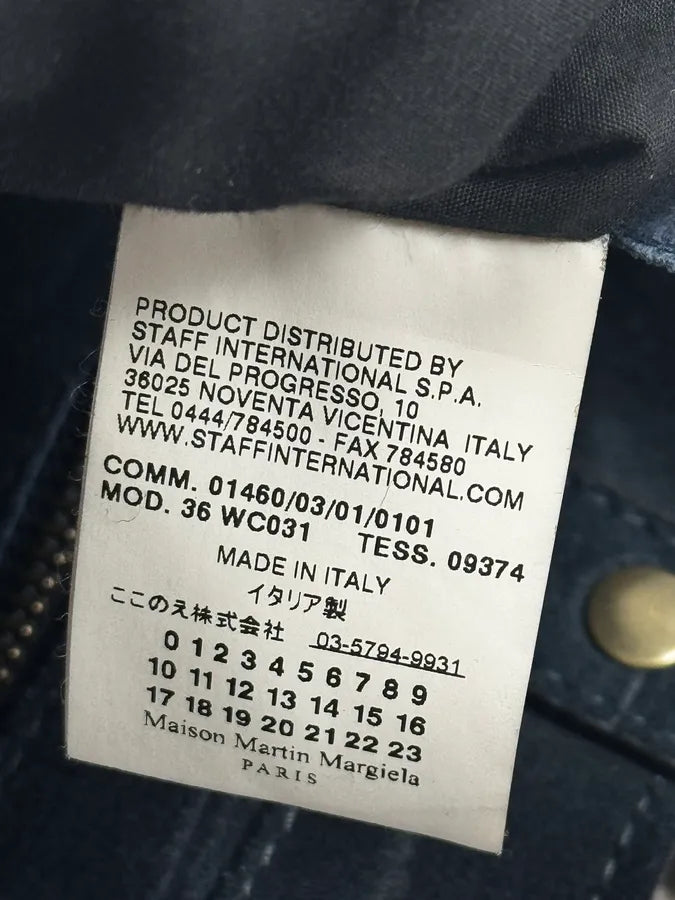 PRODUCT DISTRIBUTED BY
STAFF INTERNATIONAL S.P.A.
VIA DEL PROGRESSO, 10
36025 NOVENTA VICENTINA ITALY
TEL 0444/784500 - FAX 784580
WWW.STAFFINTERNATIONAL.COM
COMM. 01460/03/01/0101
MOD. 36 WC031 TESS. 09374
MADE IN ITALY
イタリア製
ここのえ株式会社 03-5794-9931
0 1 2 3 4 5 6 7 8 9
10 11 12 13 14 15 16
17 18 19 20 21 22 23
Maison Martin Margiela
PARIS